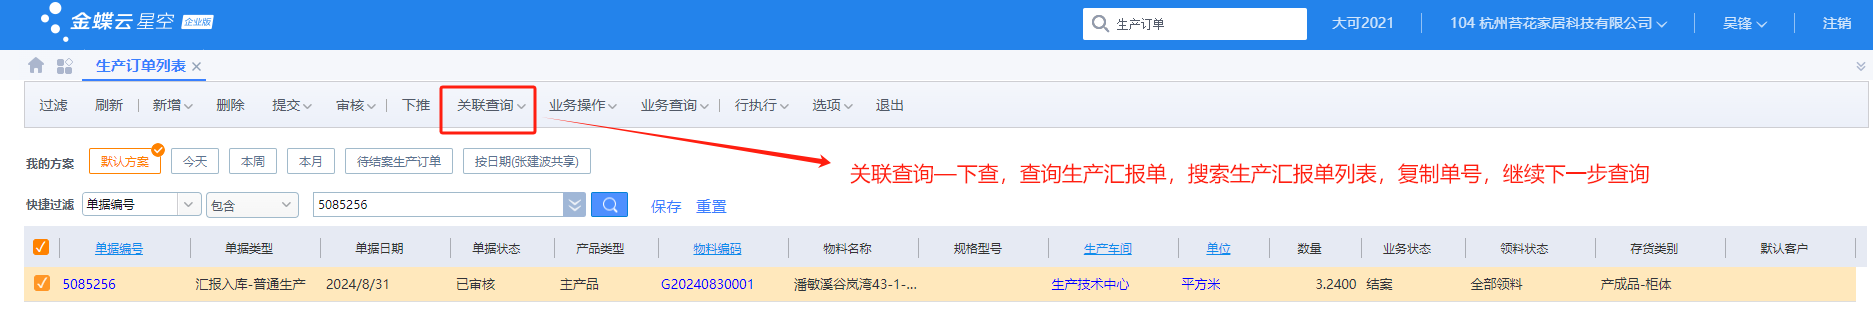 金蝶云 星空 企业版 生产订单 大可2021 104 杭州苔花家居科技有限公司 吴锋 注销
生产订单列表
过滤 刷新 新增 删除 提交 审核 下推 关联查询 业务操作 业务查询 行执行 选项 退出
我的方案 默认方案 今天 本周 本月 待结案生产订单 按日期(张建波共享)
关联查询—下查，查询生产汇报单，搜索生产汇报单列表，复制单号，继续下一步查询
快捷过滤 单据编号 包含 5085256 保存 重置
单据编号 单据类型 单据日期 单据状态 产品类型 物料编码 物料名称 规格型号 生产车间 单位 数量 业务状态 领料状态 存货类别 默认客户
5085256 汇报入库-普通生产 2024/8/31 已审核 主产品 G20240830001 潘敏溪谷岚湾43-1-... 生产技术中心 平方米 3.2400 结案 全部领料 产成品-柜体